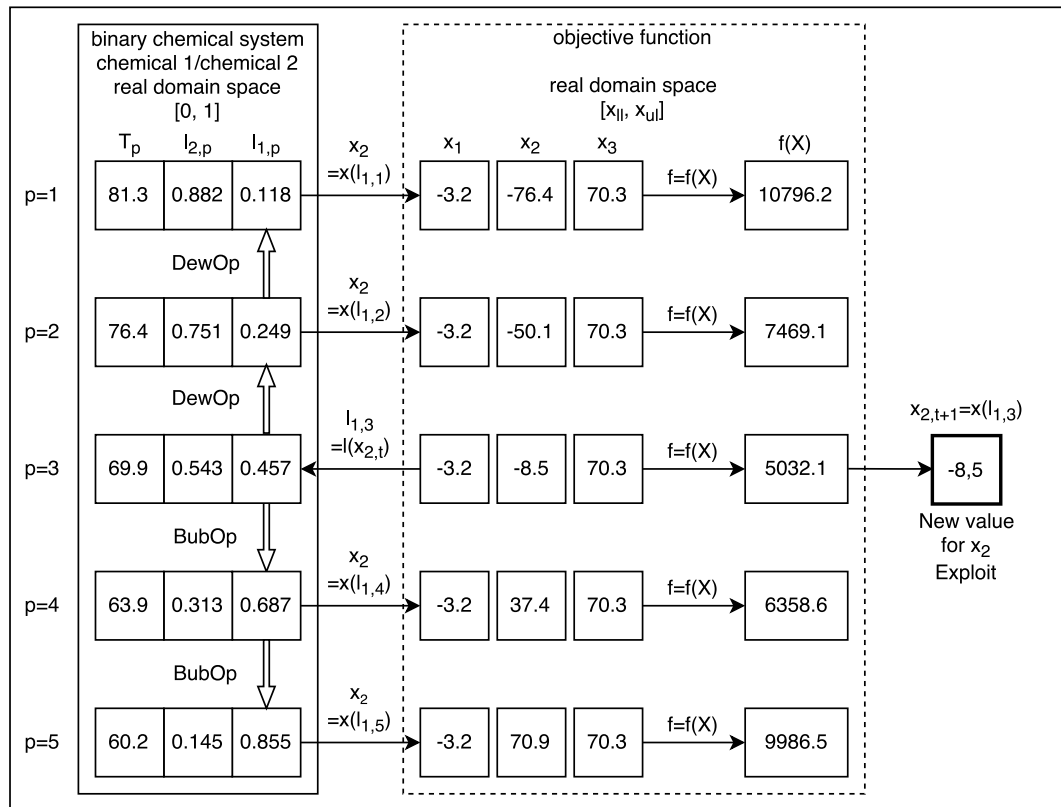 binary chemical system
chemical 1/chemical 2
real domain space
[0, 1]
objective function
real domain space
[x_ll, x_ul]
T_p l_2,p l_1,p
x_1 x_2 x_3 f(X)
p=1 81.3 0.882 0.118
x_2
=x(l_1,1)
-3.2 -76.4 70.3 f=f(X) 10796.2
DewOp
p=2 76.4 0.751 0.249
x_2
=x(l_1,2)
-3.2 -50.1 70.3 f=f(X) 7469.1
DewOp
p=3 69.9 0.543 0.457
l_1,3
=l(x_2,t)
-3.2 -8.5 70.3 f=f(X) 5032.1
x_2,t+1=x(l_1,3)
-8,5
New value
for x_2
Exploit
BubOp
p=4 63.9 0.313 0.687
x_2
=x(l_1,4)
-3.2 37.4 70.3 f=f(X) 6358.6
BubOp
p=5 60.2 0.145 0.855
x_2
=x(l_1,5)
-3.2 70.9 70.3 f=f(X) 9986.5